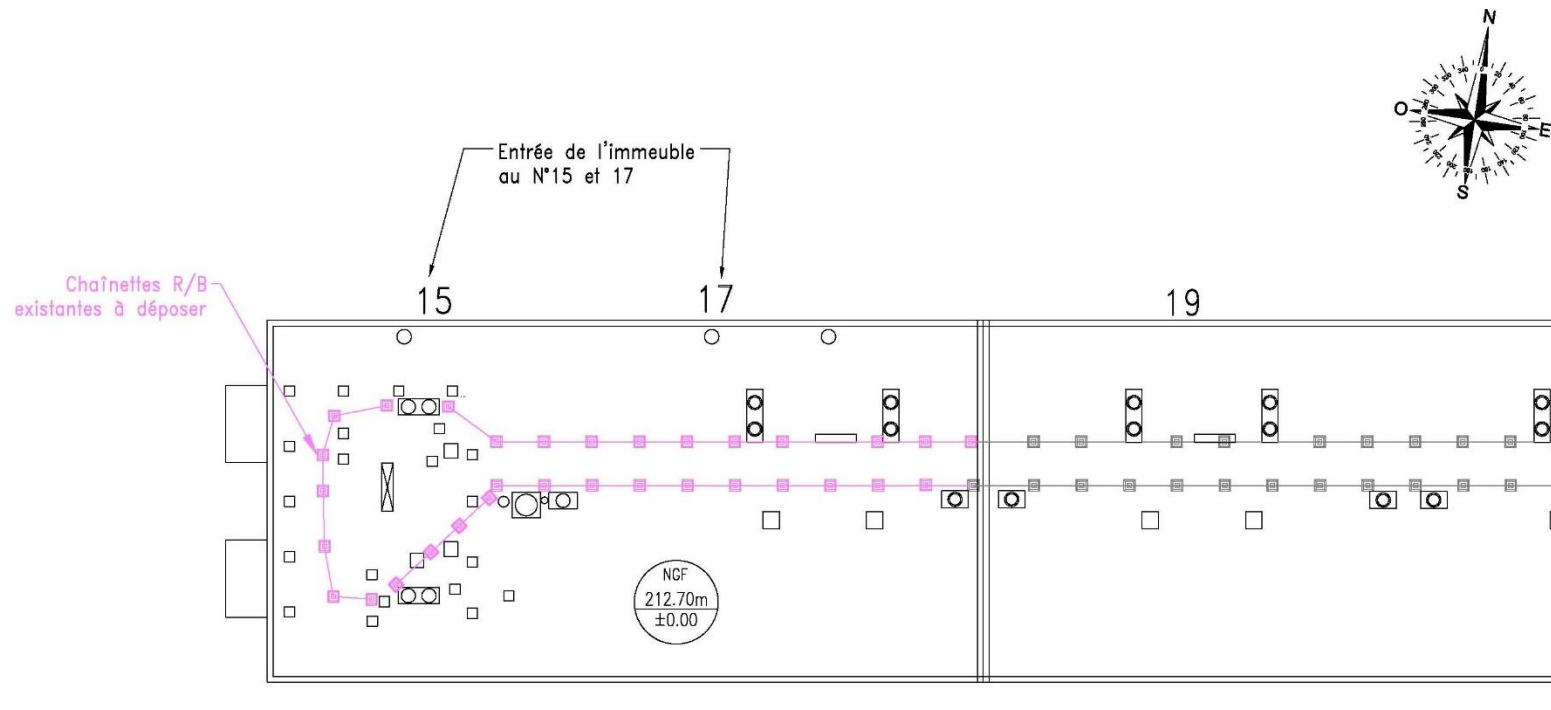 N
O
E
S
Entrée de l'immeuble
au N°15 et 17
Chaînettes R/B
existantes à déposer
15
17
19
NGF
212.70m
±0.00